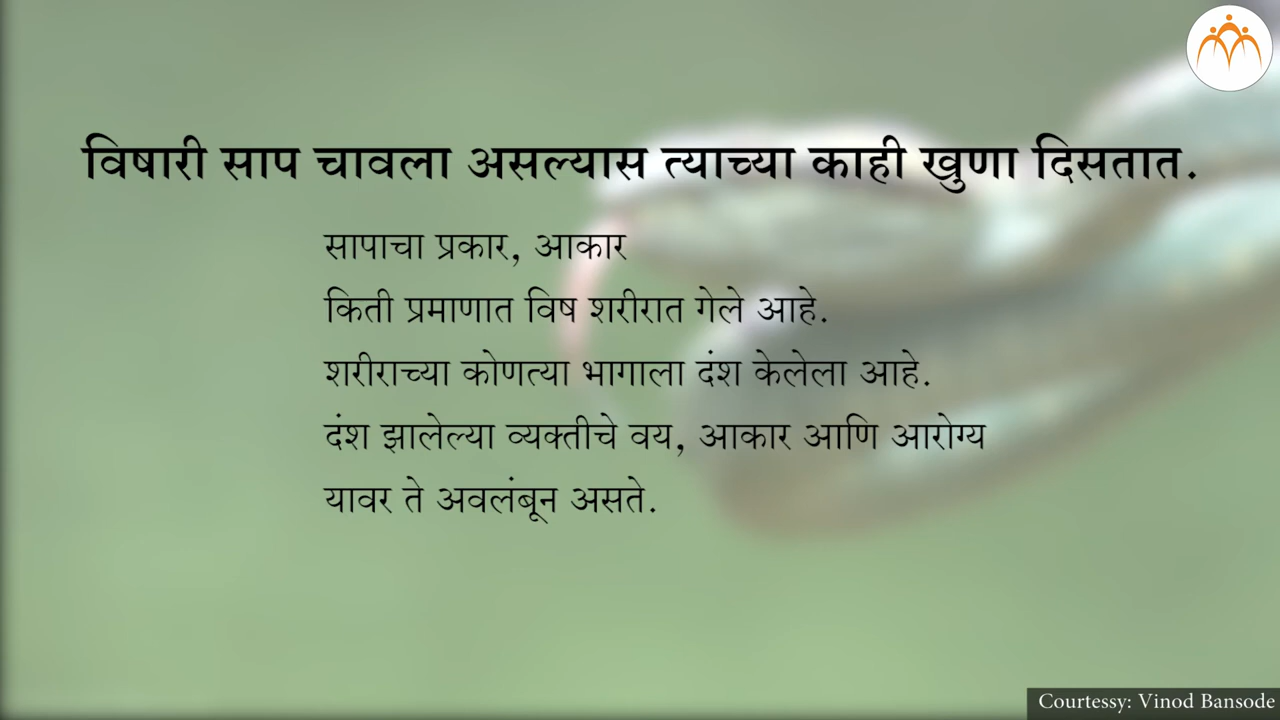 विषारी साप चावला असल्यास त्याच्या काही खुणा दिसतात.
सापाचा प्रकार, आकार
किती प्रमाणात विष शरीरात गेले आहे.
शरीराच्या कोणत्या भागाला दंश केलेला आहे.
दंश झालेल्या व्यक्तीचे वय, आकार आणि आरोग्य
यावर ते अवलंबून असते.
Courtessy: Vinod Bansode